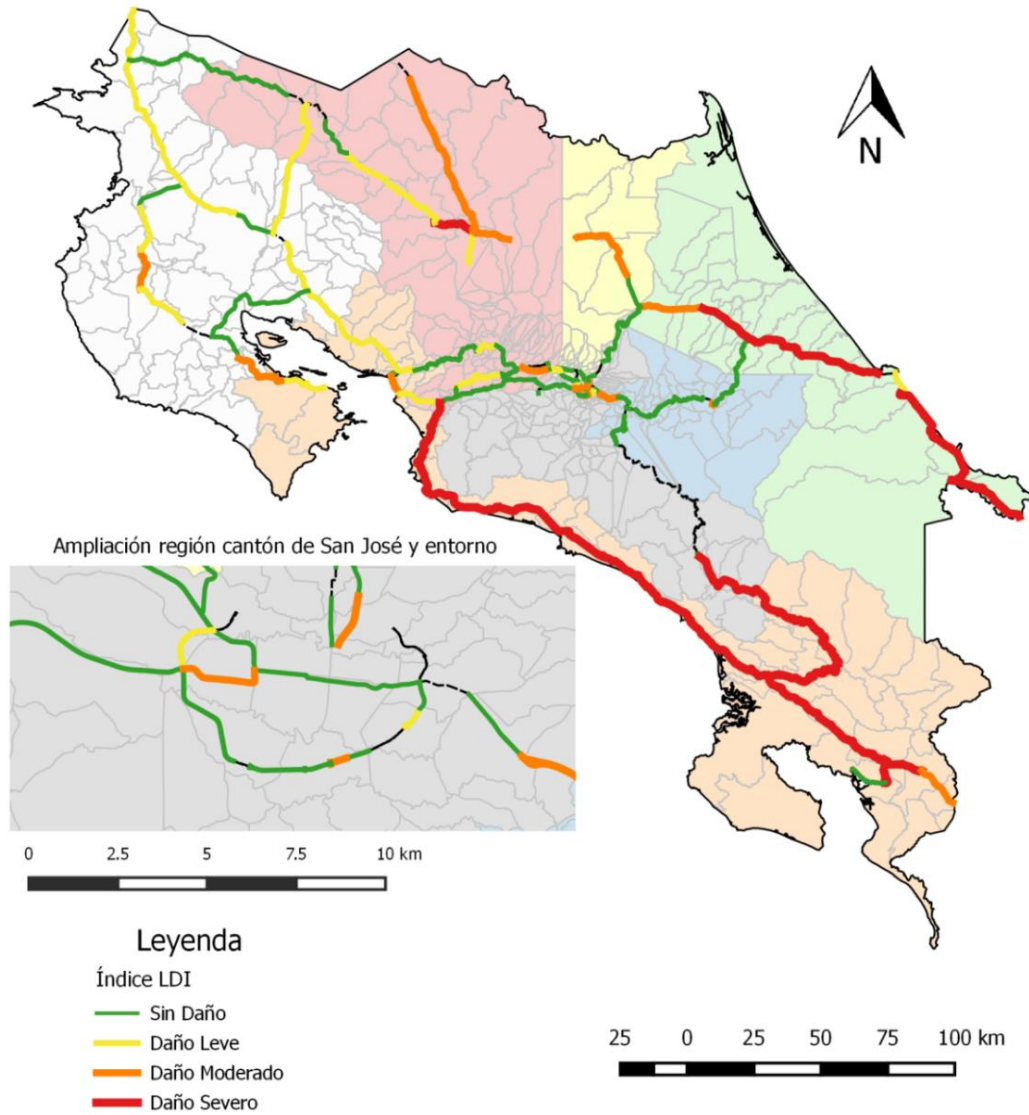 N
Ampliación región cantón de San José y entorno
0 2.5 5 7.5 10 km
Leyenda
Índice LDI
Sin Daño
Daño Leve
Daño Moderado
Daño Severo
25 0 25 50 75 100 km